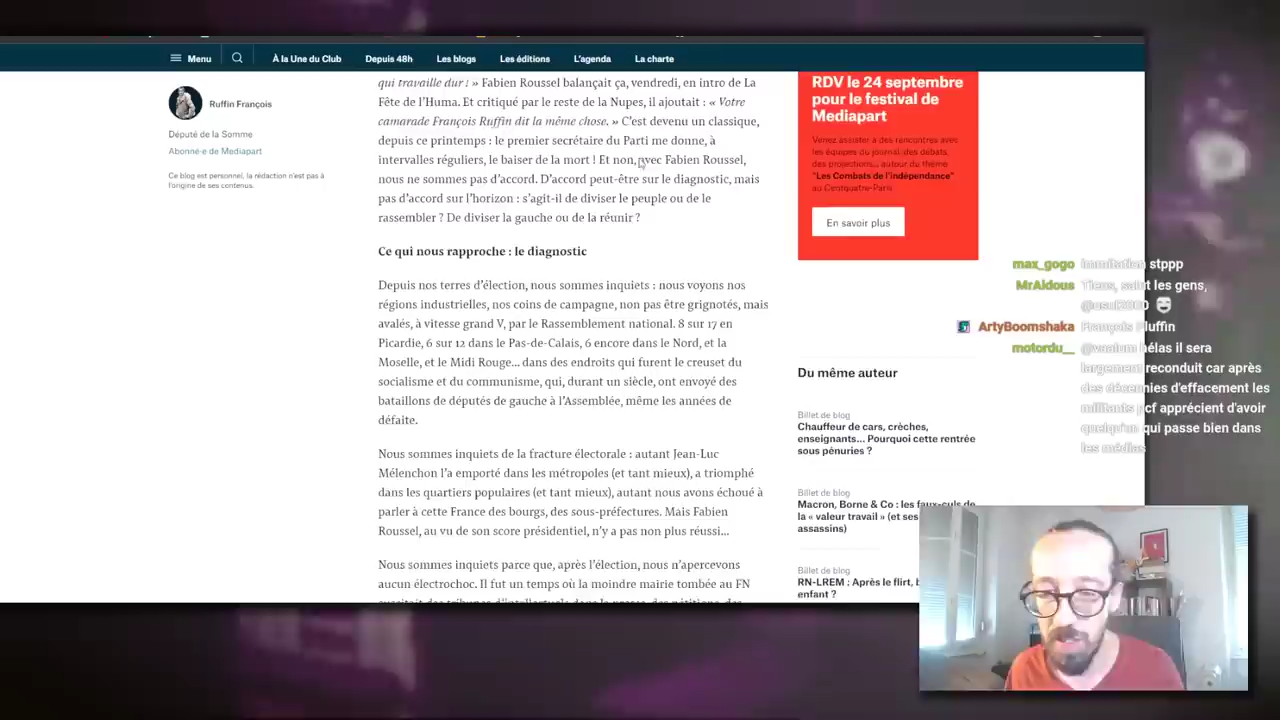 Menu
À la Une du Club
Depuis 48h
Les blogs
Les éditions
L'agenda
La charte
Ruffin François
Député de la Somme
Abonné·e de Mediapart
Ce blog est personnel, la rédaction n'est pas à
l'origine de ses contenus.
qui travaille dur ! » Fabien Roussel balançait ça, vendredi, en intro de La
Fête de l'Huma. Et critiqué par le reste de la Nupes, il ajoutait : « Votre
camarade François Ruffin dit la même chose. » C'est devenu un classique,
depuis ce printemps : le premier secrétaire du Parti me donne, à
intervalles réguliers, le baiser de la mort ! Et non, avec Fabien Roussel,
nous ne sommes pas d'accord. D'accord peut-être sur le diagnostic, mais
pas d'accord sur l'horizon : s'agit-il de diviser le peuple ou de le
rassembler ? De diviser la gauche ou de la réunir ?
Ce qui nous rapproche : le diagnostic
Depuis nos terres d'élection, nous sommes inquiets : nous voyons nos
régions industrielles, nos coins de campagne, non pas être grignotés, mais
avalés, à vitesse grand V, par le Rassemblement national. 8 sur 17 en
Picardie, 6 sur 12 dans le Pas-de-Calais, 6 encore dans le Nord, et la
Moselle, et le Midi Rouge... dans des endroits qui furent le creuset du
socialisme et du communisme, qui, durant un siècle, ont envoyé des
bataillons de députés de gauche à l'Assemblée, même les années de
défaite.
Nous sommes inquiets de la fracture électorale : autant Jean-Luc
Mélenchon l'a emporté dans les métropoles (et tant mieux), a triomphé
dans les quartiers populaires (et tant mieux), autant nous avons échoué à
parler à cette France des bourgs, des sous-préfectures. Mais Fabien
Roussel, au vu de son score présidentiel, n'y a pas non plus réussi...
Nous sommes inquiets parce que, après l'élection, nous n'apercevons
aucun électrochoc. Il fut un temps où la moindre mairie tombée au FN
RDV le 24 septembre
pour le festival de
Mediapart
Venez assister à des rencontres avec
les équipes du journal, des débats,
des projections... autour du thème
"Les Combats de l'indépendance"
au Centquatre-Paris
En savoir plus
Du même auteur
Billet de blog
Chauffeur de cars, crèches,
enseignants... Pourquoi cette rentrée
sous pénuries ?
Billet de blog
Macron, Borne & Co : les faux-culs de
la « valeur travail » (et ses
assassins)
Billet de blog
RN-LREM : Après le flirt,
enfant ?
max_gogo immitation stppp
MrAldous Tiens, salut les gens,
ArtyBoomshaka François Pluffin
motordu__ hélas il sera
largement reconduit car après
des décennies d'effacement les
militants pcf apprécient d'avoir
quelqu'un qui passe bien dans
les médias